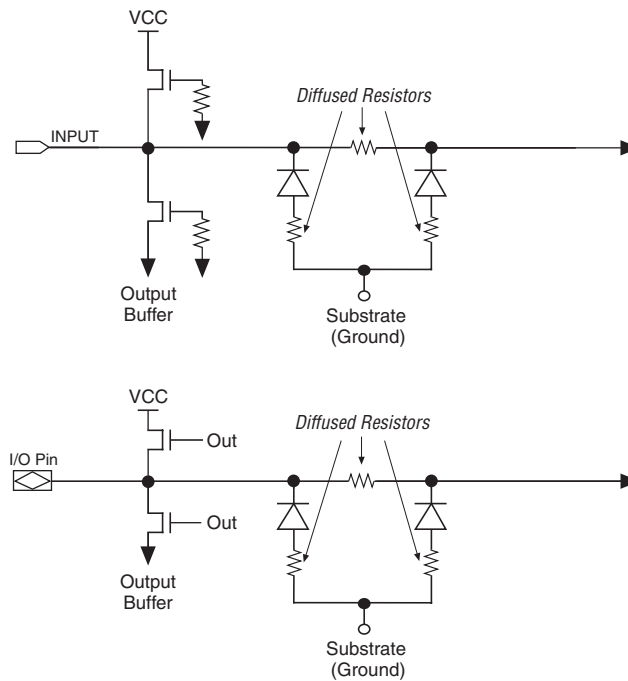 VCC
Diffused Resistors
INPUT
Output
Buffer
Substrate
(Ground)
VCC
Diffused Resistors
Out
I/O Pin
Out
Output
Buffer
Substrate
(Ground)